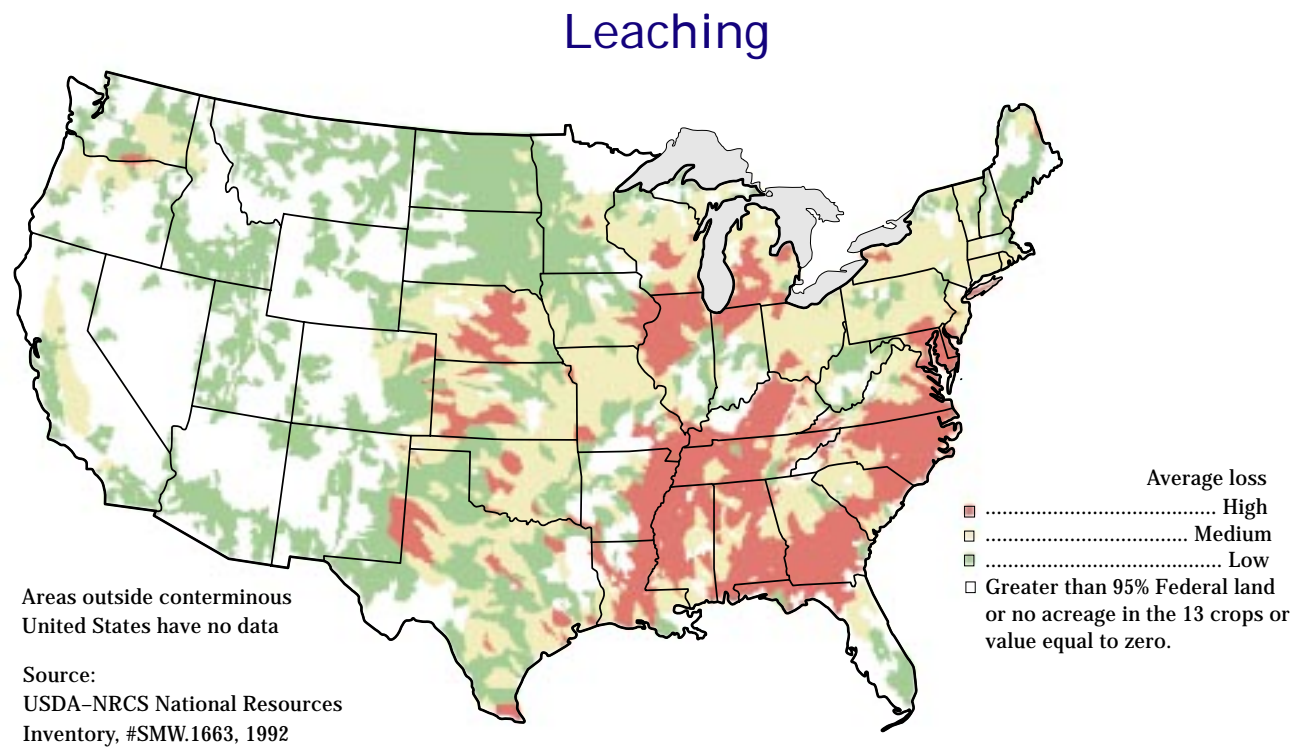 Leaching
Average loss
......................................... High
................................... Medium
.......................................... Low
Greater than 95% Federal land
or no acreage in the 13 crops or
value equal to zero.
Areas outside conterminous
United States have no data
Source:
USDA–NRCS National Resources
Inventory, #SMW.1663, 1992